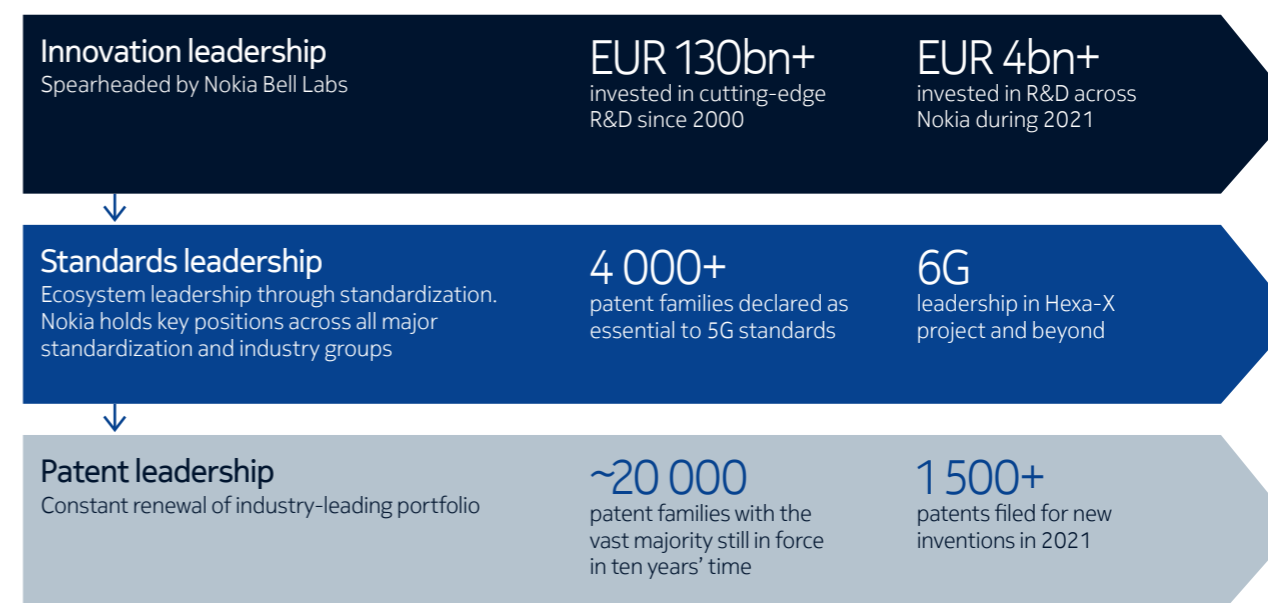 Innovation leadership
Spearheaded by Nokia Bell Labs
EUR 130bn+
invested in cutting-edge
R&D since 2000
EUR 4bn+
invested in R&D across
Nokia during 2021
Standards leadership
Ecosystem leadership through standardization.
Nokia holds key positions across all major
standardization and industry groups
4 000+
patent families declared as
essential to 5G standards
6G
leadership in Hexa-X
project and beyond
Patent leadership
Constant renewal of industry-leading portfolio
~20 000
patent families with the
vast majority still in force
in ten years’ time
1 500+
patents filed for new
inventions in 2021